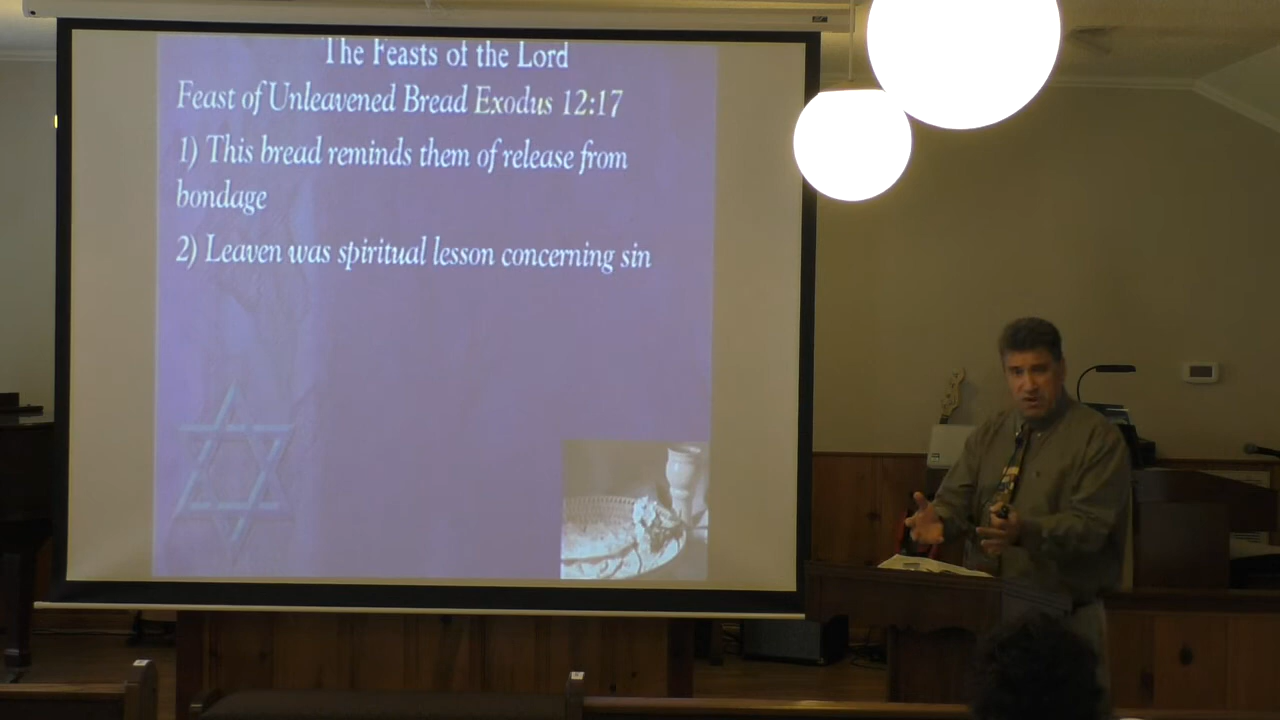 The Feasts of the Lord
Feast of Unleavened Bread Exodus 12:17
1) This bread reminds them of release from
bondage
2) Leaven was spiritual lesson concerning sin